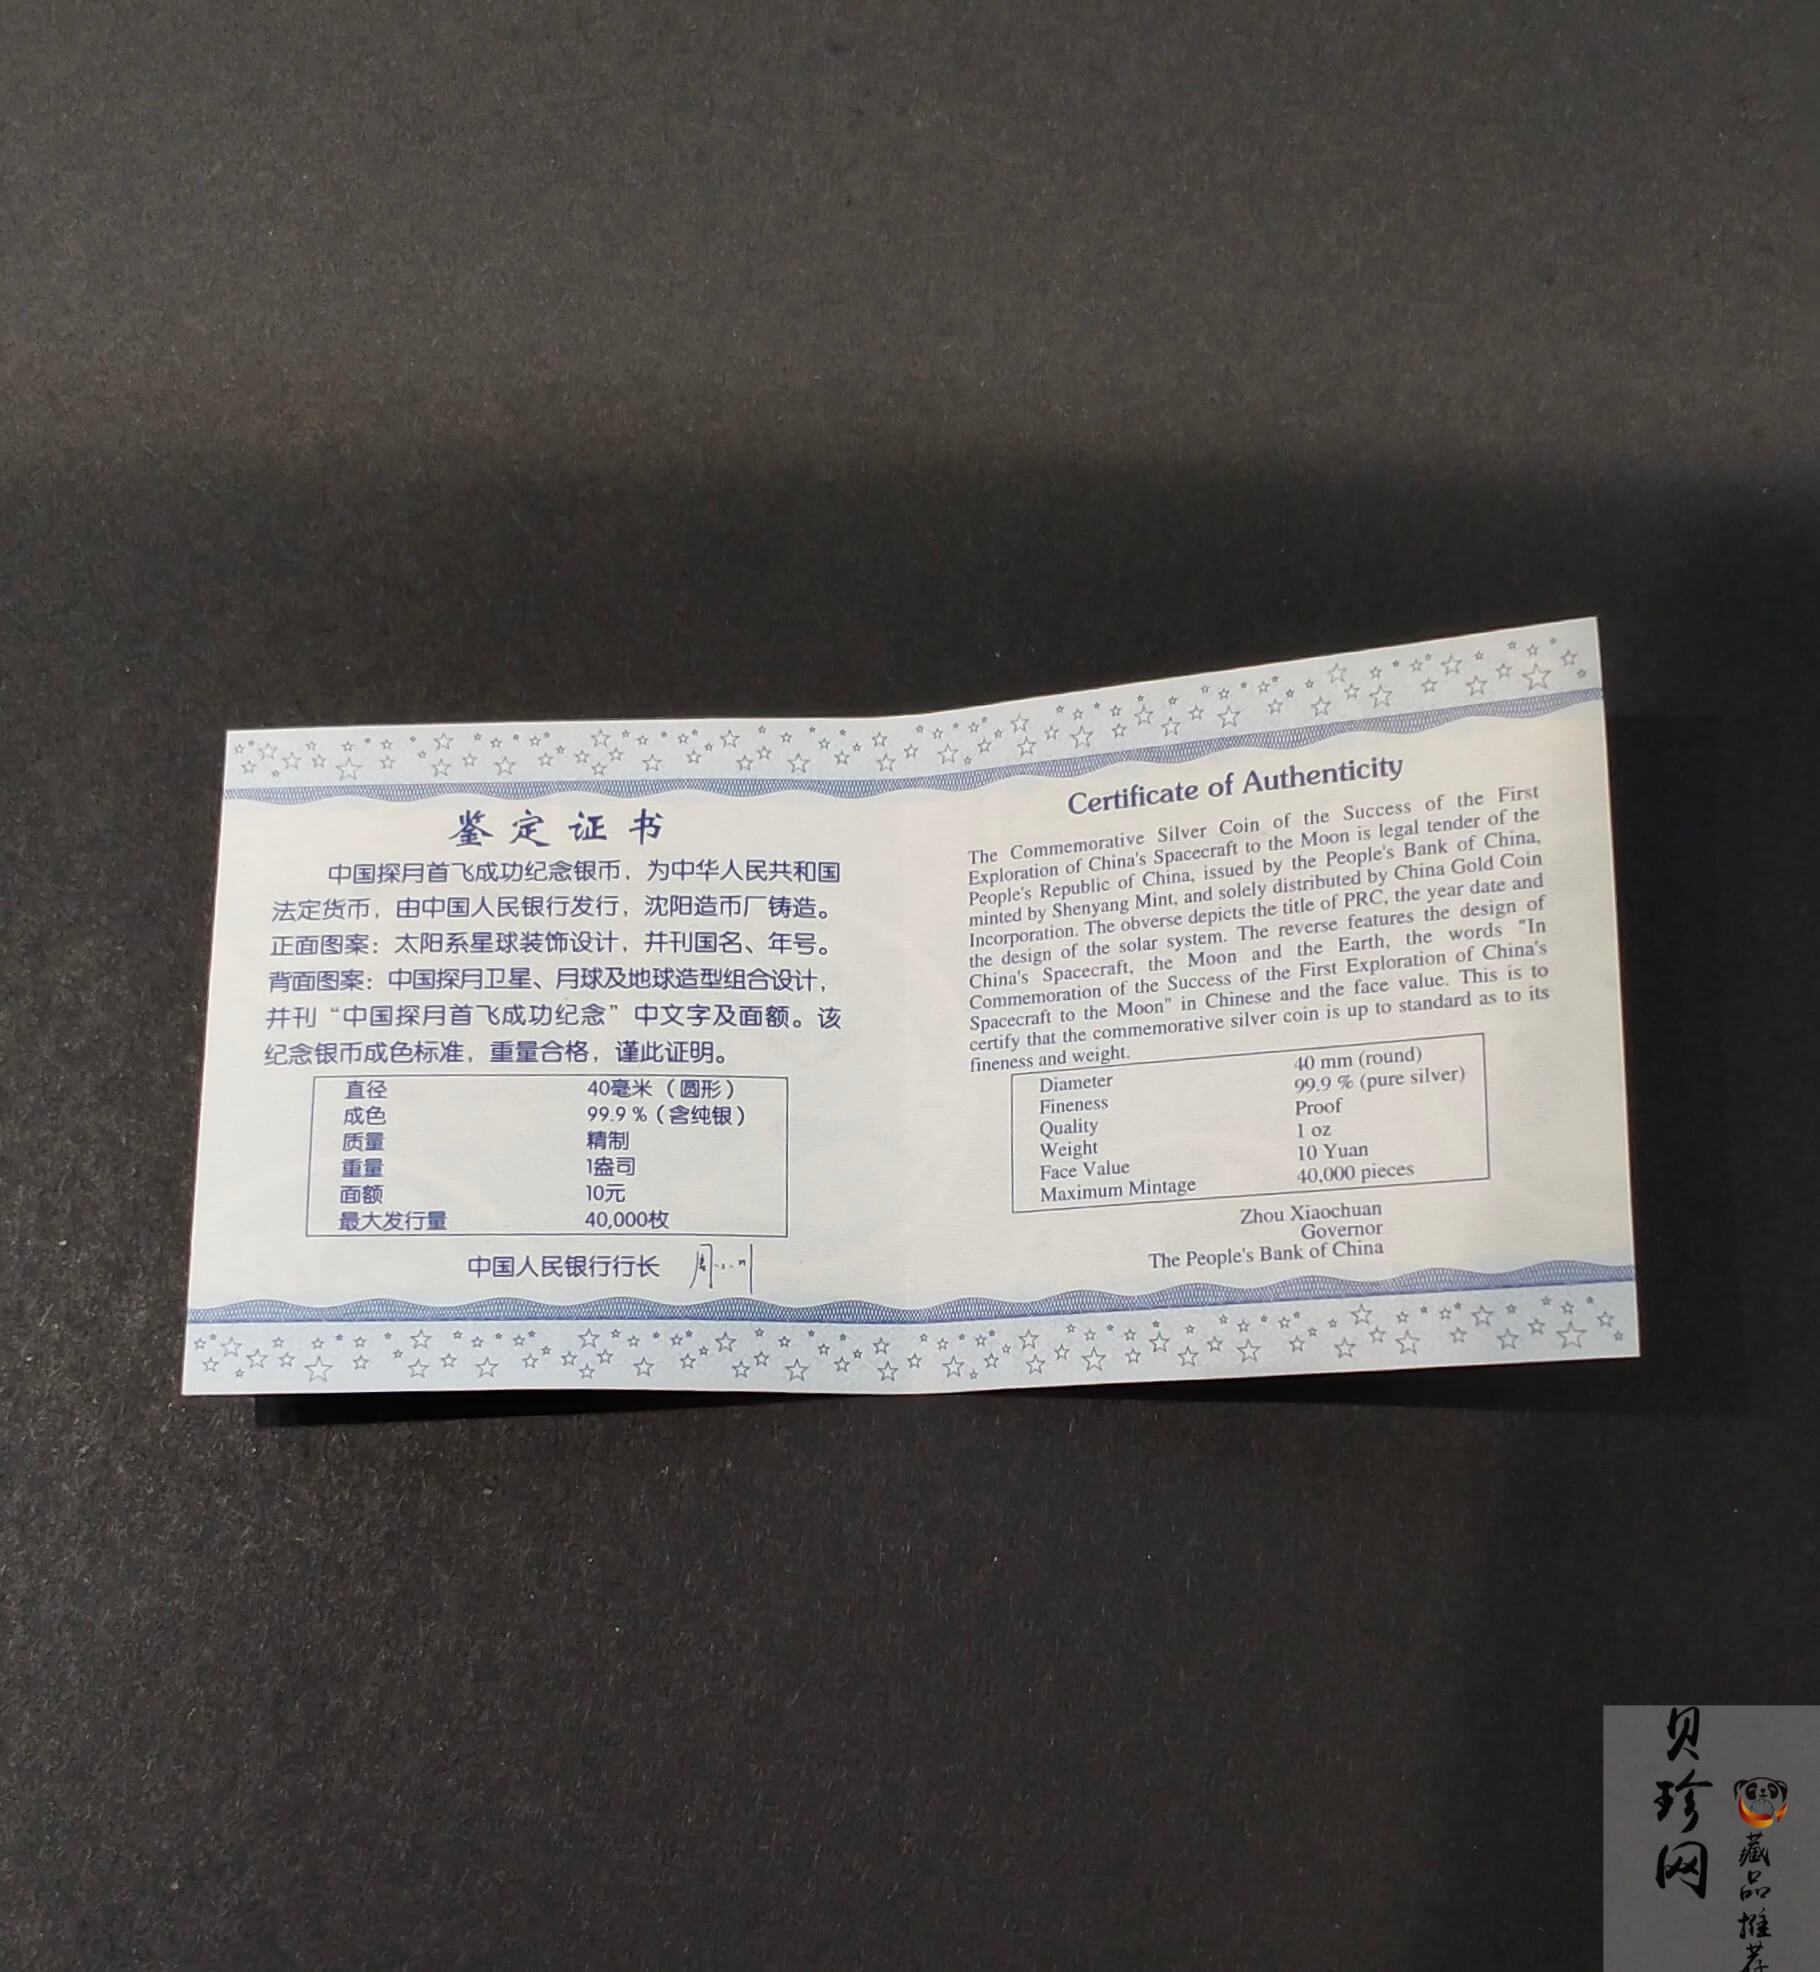 鉴定证书
中国探月首飞成功纪念银币，为中华人民共和国
法定货币，由中国人民银行发行，沈阳造币厂铸造。
正面图案：太阳系星球装饰设计，并刊国名、年号。
背面图案：中国探月卫星、月球及地球造型组合设计，
并刊“中国探月首飞成功纪念”中文字及面额。该
纪念银币成色标准，重量合格，谨此证明。
直径 40毫米（圆形）
成色 99.9％（含纯银）
质量 精制
重量 1盎司
面额 10元
最大发行量 40,000枚
中国人民银行行长
Certificate of Authenticity
The Commemorative Silver Coin of the Success of the First
Exploration of China's Spacecraft to the Moon is legal tender of the
People's Republic of China, issued by the People's Bank of China,
minted by Shenyang Mint, and solely distributed by China Gold Coin
Incorporation. The obverse depicts the title of PRC, the year date and
the design of the solar system. The reverse features the design of
China's Spacecraft, the Moon and the Earth, the words "In
Commemoration of the Success of the First Exploration of China's
Spacecraft to the Moon" in Chinese and the face value. This is to
certify that the commemorative silver coin is up to standard as to its
fineness and weight.
Diameter 40 mm (round)
Fineness 99.9 % (pure silver)
Quality Proof
Weight 1 oz
Face Value 10 Yuan
Maximum Mintage 40,000 pieces
Zhou Xiaochuan
Governor
The People's Bank of China
贝珍网
藏品推荐